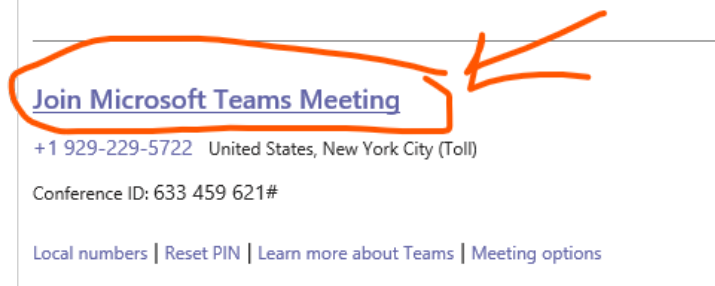 Join Microsoft Teams Meeting
+1 929-229-5722 United States, New York City (Toll)
Conference ID: 633 459 621#
Local numbers | Reset PIN | Learn more about Teams | Meeting options